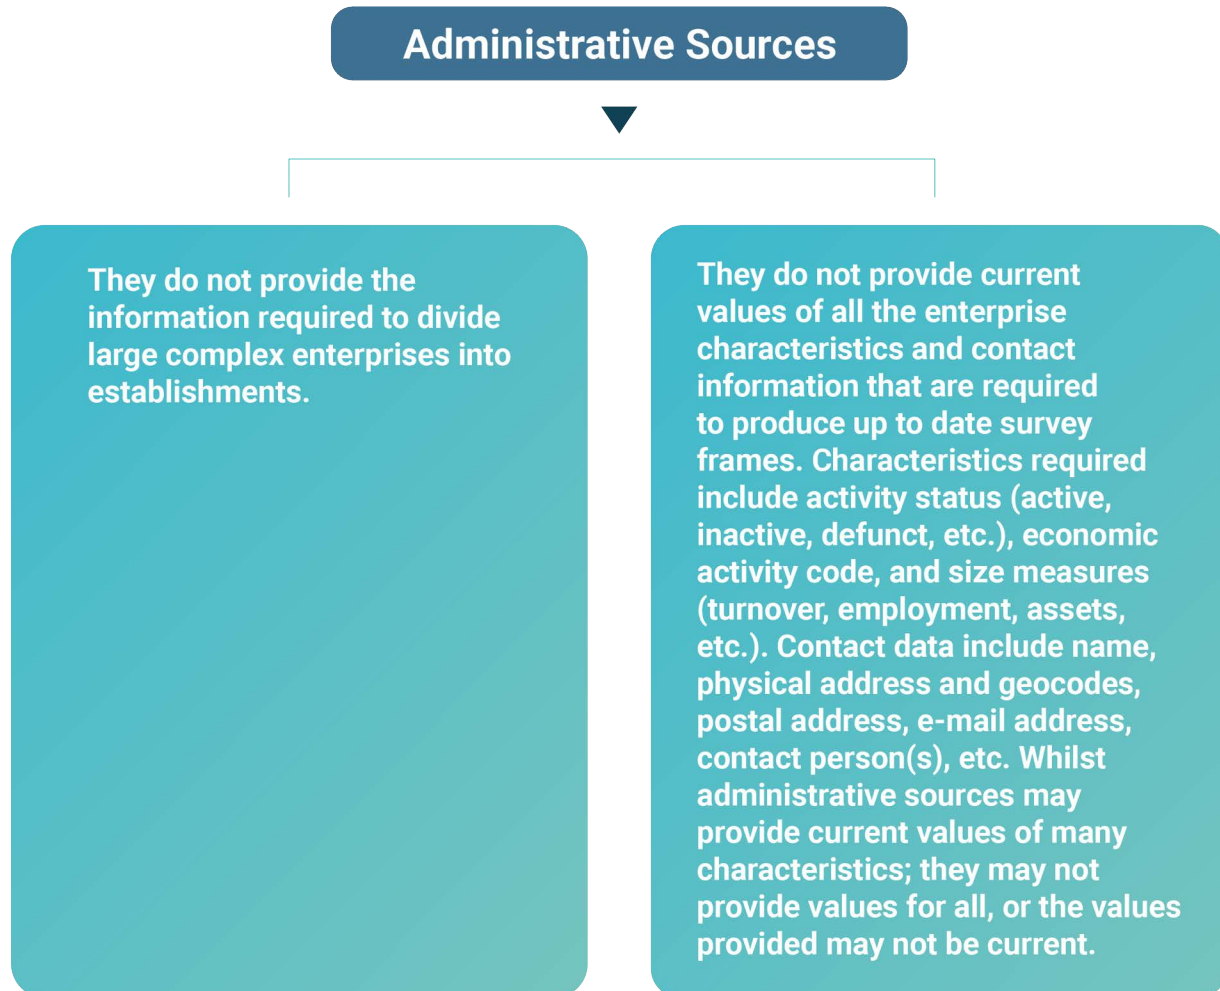 Administrative Sources
They do not provide the
information required to divide
large complex enterprises into
establishments.
They do not provide current
values of all the enterprise
characteristics and contact
information that are required
to produce up to date survey
frames. Characteristics required
include activity status (active,
inactive, defunct, etc.), economic
activity code, and size measures
(turnover, employment, assets,
etc.). Contact data include name,
physical address and geocodes,
postal address, e-mail address,
contact person(s), etc. Whilst
administrative sources may
provide current values of many
characteristics; they may not
provide values for all, or the values
provided may not be current.